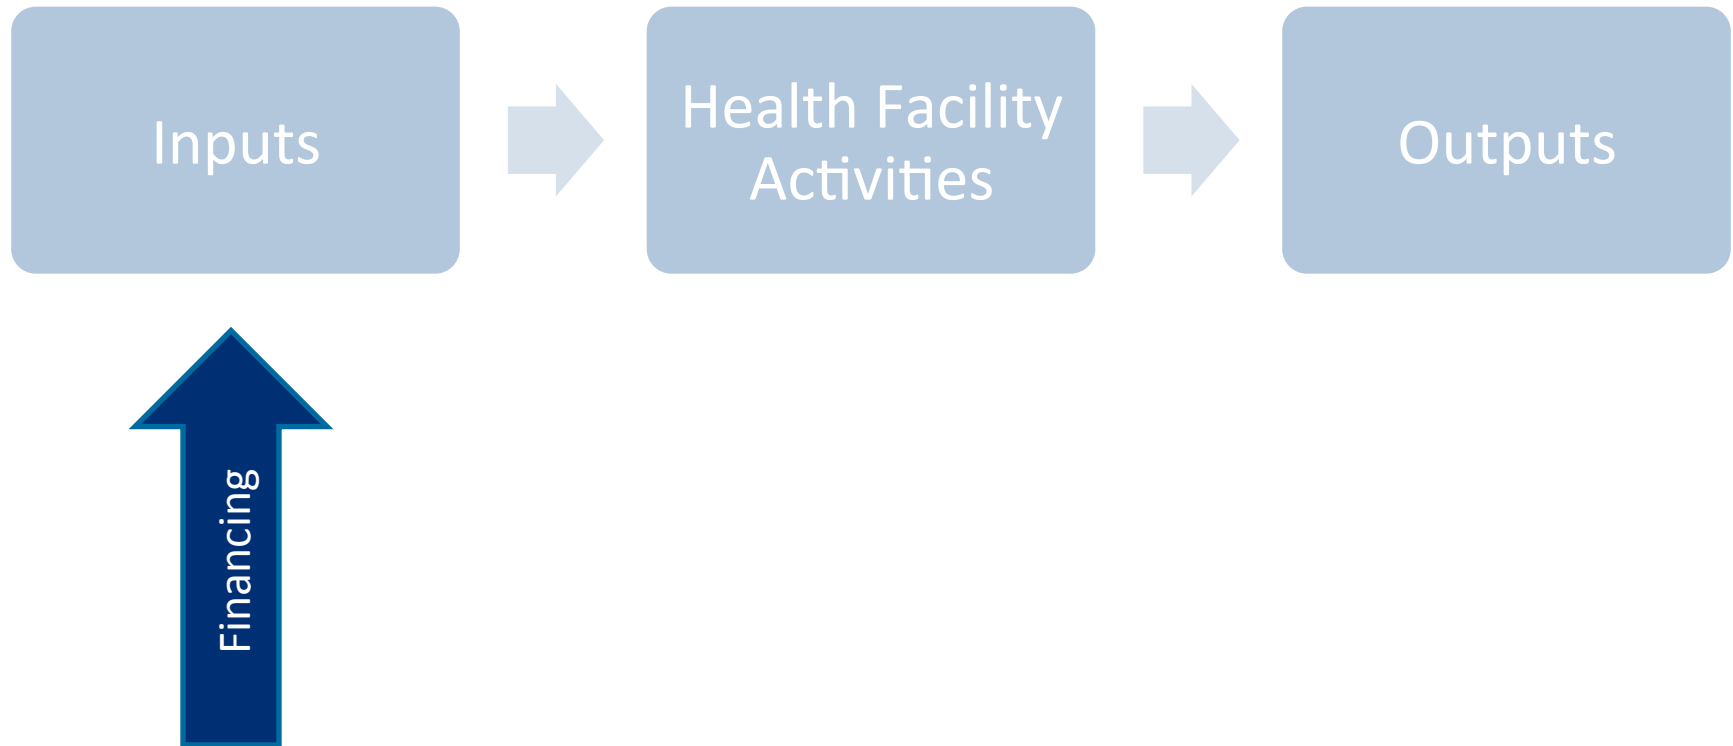 Inputs
Health Facility
Activities
Outputs
Financing